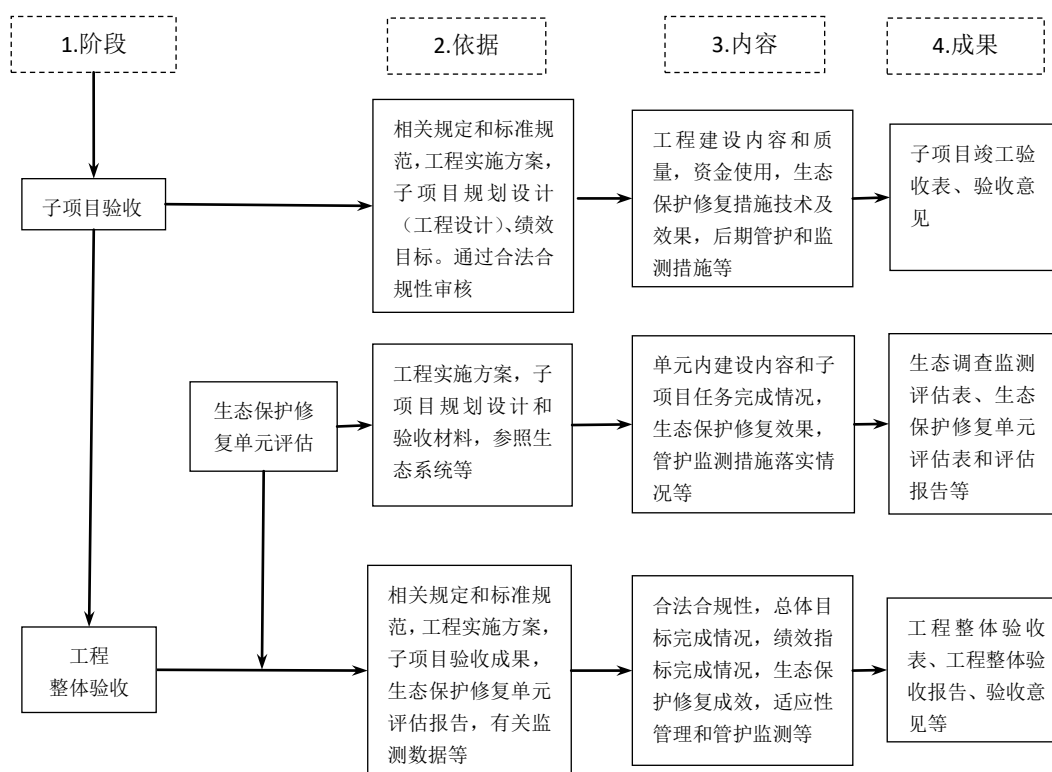 1.阶段
2.依据
3.内容
4.成果
子项目验收
相关规定和标准规
范，工程实施方案，
子项目规划设计
（工程设计）、绩效
目标。通过合法合
规性审核
工程建设内容和质
量，资金使用，生态
保护修复措施技术及
效果，后期管护和监
测措施等
子项目竣工验
收表、验收意
见
生态保护修
复单元评估
工程实施方案，子
项目规划设计和
验收材料，参照生
态系统等
单元内建设内容和子
项目任务完成情况，
生态保护修复效果，
管护监测措施落实情
况等
生态调查监测
评估表、生态
保护修复单元
评估表和评估
报告等
工程
整体验收
相关规定和标准规
范，工程实施方案，
子项目验收成果，
生态保护修复单元
评估报告，有关监
测数据等
合法合规性，总体目
标完成情况，绩效指
标完成情况，生态保
护修复成效，适应性
管理和管护监测等
工程整体验收
表、工程整体验
收报告、验收意
见等